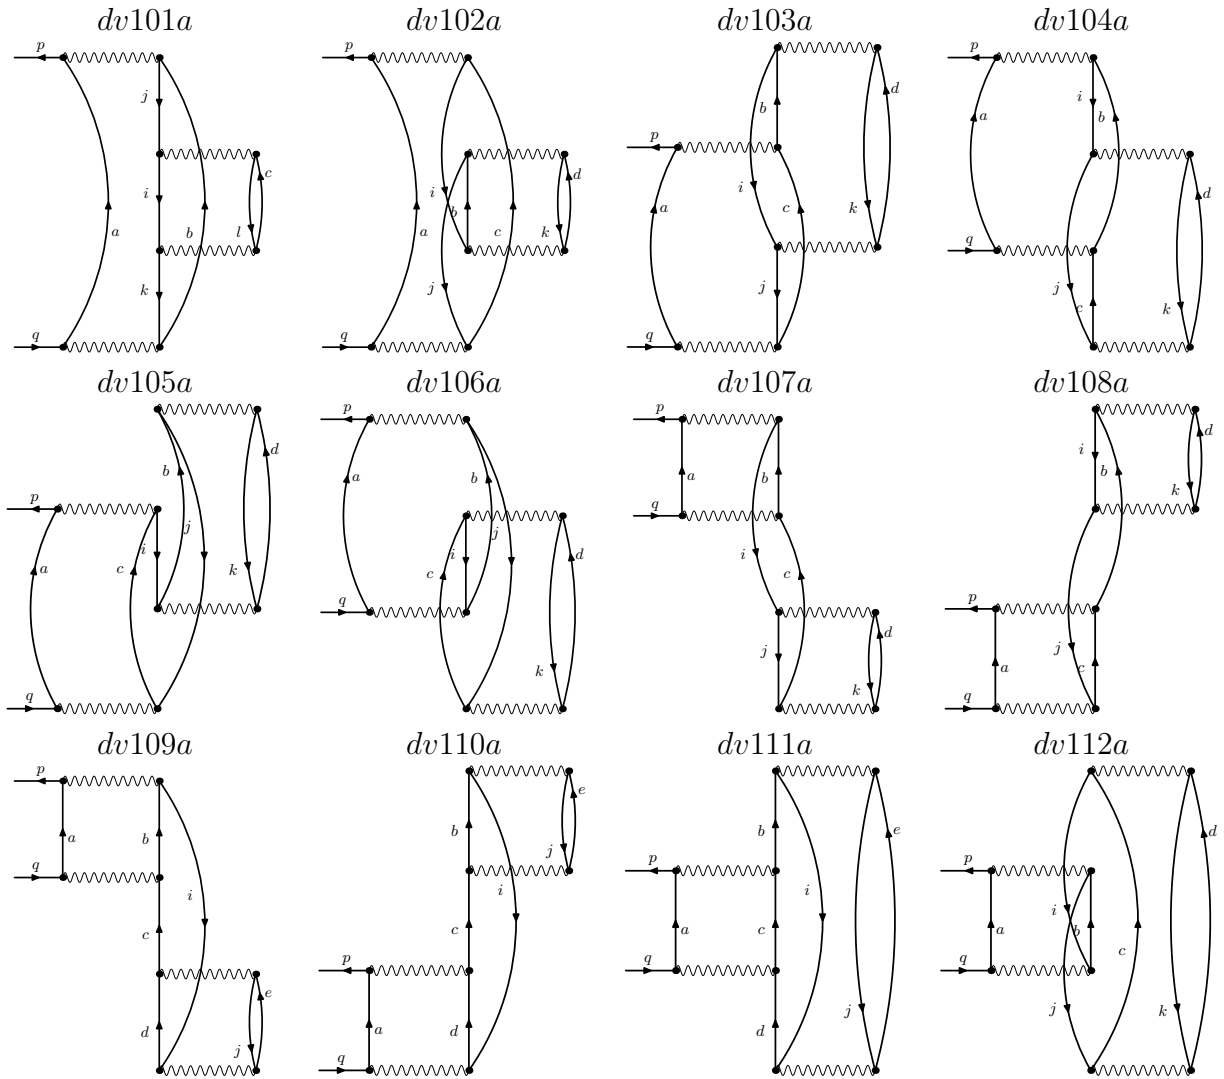 dv101a dv102a dv103a dv104a
p j i a b k c l q
p i b a c j d k q
p b d i a c k j q
p i a b d j c k q
dv105a dv106a dv107a dv108a
p b d j i a c k q
p a b j i c d k q
p a b q i c j d k
i b d k p j a c q
dv109a dv110a dv111a dv112a
p a b q i c d e j
e b j i c p a d q
b e p i a c q j d
p d i a b c q j k